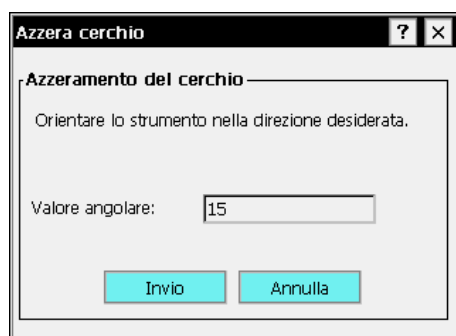 Azzera cerchio ? ×
Azzeramento del cerchio
Orientare lo strumento nella direzione desiderata.
Valore angolare: 15
Invio Annulla